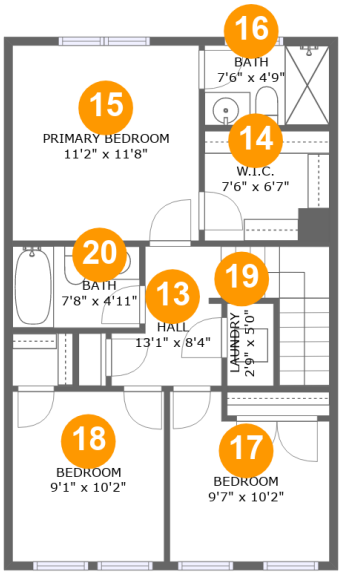 16
BATH
7'6" x 4'9"
15
PRIMARY BEDROOM
11'2" x 11'8"
14
W.I.C.
7'6" x 6'7"
20
BATH
7'8" x 4'11"
13
HALL
13'1" x 8'4"
19
LAUNDRY
2'9" x 5'0"
18
BEDROOM
9'1" x 10'2"
17
BEDROOM
9'7" x 10'2"